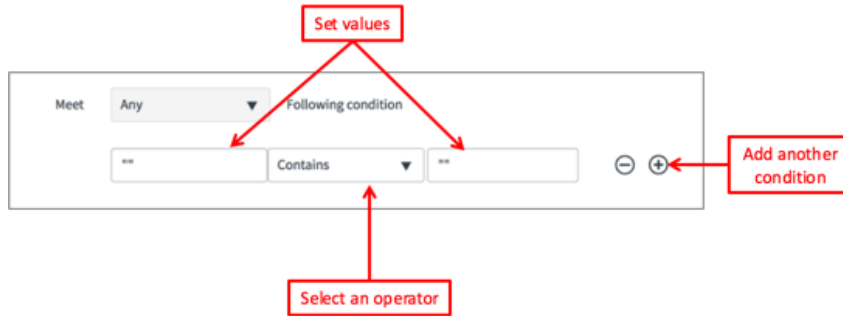 Set values
Meet Any Following condition
"" Contains ""
Add another
condition
Select an operator